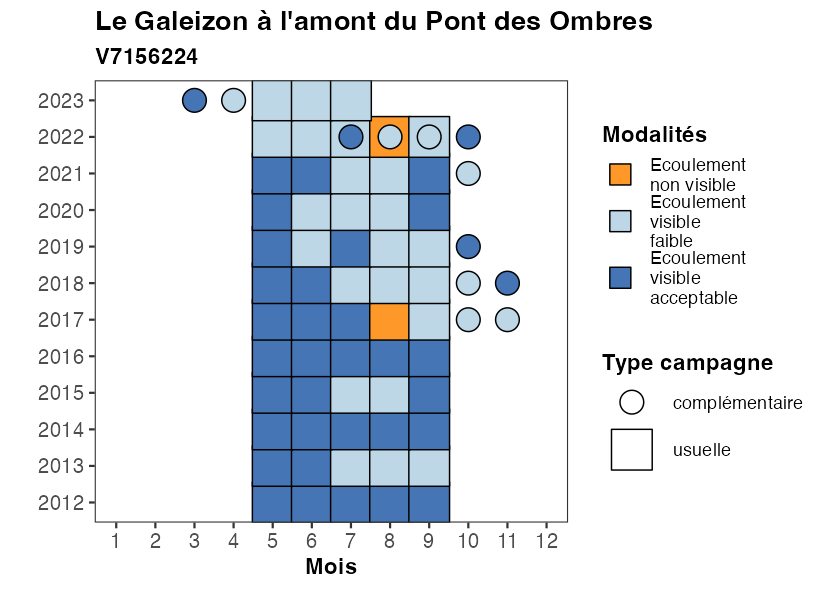 Le Galeizon à l'amont du Pont des Ombres
V7156224
2023
2022
2021
2020
2019
2018
2017
2016
2015
2014
2013
2012
1 2 3 4 5 6 7 8 9 10 11 12
Mois
Modalités
Ecoulement
non visible
Ecoulement
visible
faible
Ecoulement
visible
acceptable
Type campagne
complémentaire
usuelle